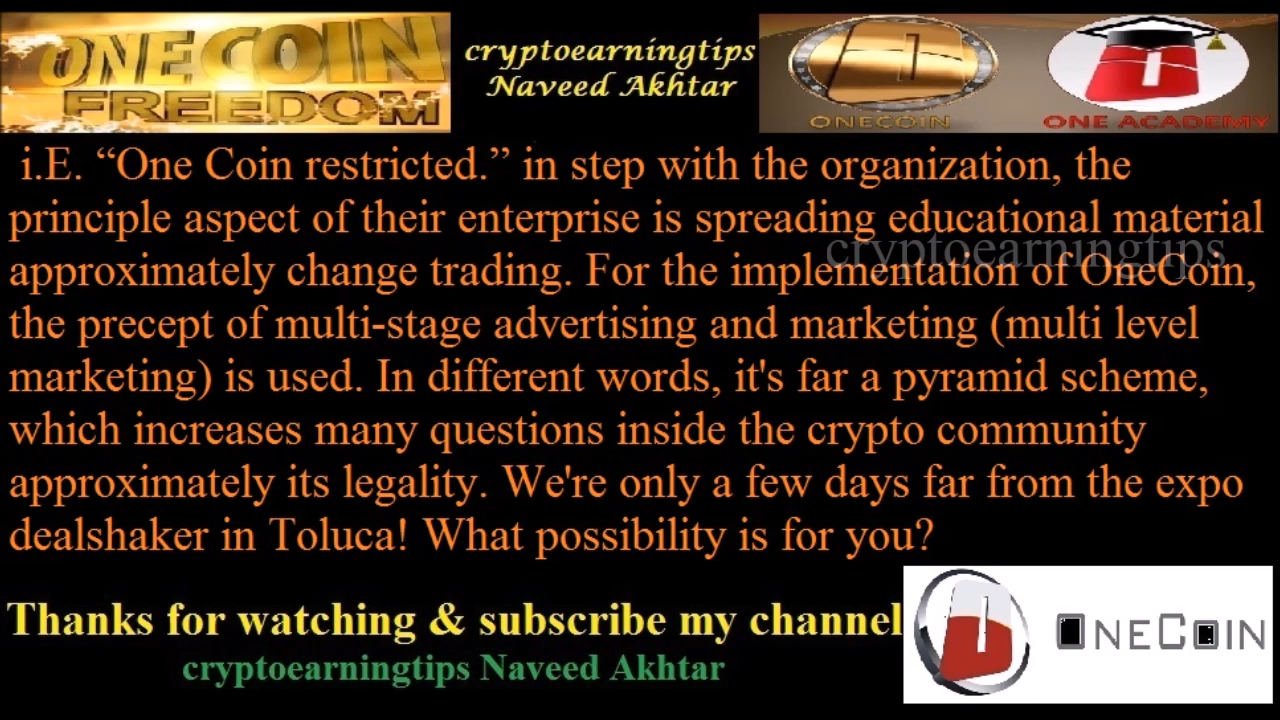 ONE COIN
FREEDOM
cryptoearningtips
Naveed Akhtar
ONECOIN
ONE ACADEMY
i.E. “One Coin restricted.” in step with the organization, the
principle aspect of their enterprise is spreading educational material
approximately change trading. For the implementation of OneCoin,
the precept of multi-stage advertising and marketing (multi level
marketing) is used. In different words, it's far a pyramid scheme,
which increases many questions inside the crypto community
approximately its legality. We're only a few days far from the expo
dealshaker in Toluca! What possibility is for you?
cryptoearningtips
Thanks for watching & subscribe my channel
cryptoearningtips Naveed Akhtar
ONECOIN